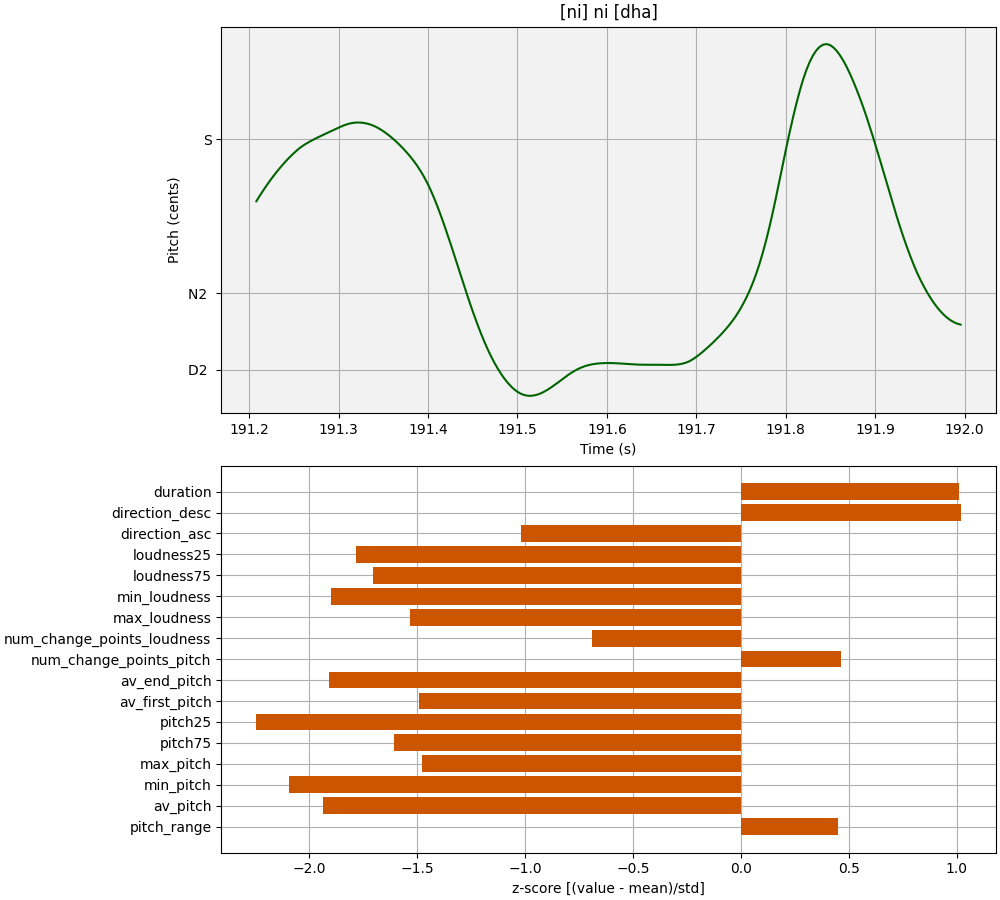 [ni] ni [dha]
Pitch (cents)
S
N2
D2
191.2 191.3 191.4 191.5 191.6 191.7 191.8 191.9 192.0
Time (s)
duration
direction_desc
direction_asc
loudness25
loudness75
min_loudness
max_loudness
num_change_points_loudness
num_change_points_pitch
av_end_pitch
av_first_pitch
pitch25
pitch75
max_pitch
min_pitch
av_pitch
pitch_range
−2.0 −1.5 −1.0 −0.5 0.0 0.5 1.0
z-score [(value - mean)/std]